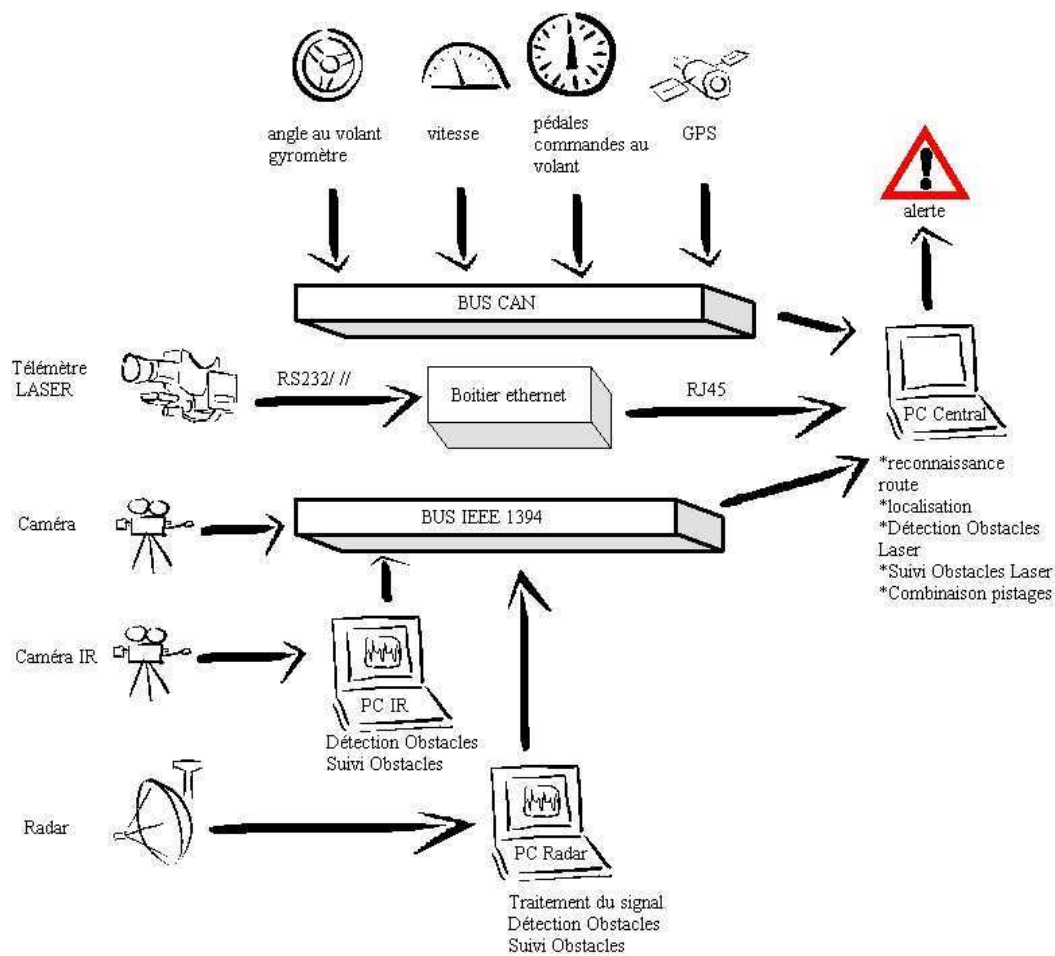 angle au volant
gyromètre
vitesse
pédales
commandes au
volant
GPS
alerte
BUS CAN
Télémètre
LASER
RS232/ //
Boitier ethernet
RJ45
PC Central
*reconnaissance
route
*localisation
*Détection Obstacles
Laser
*Suivi Obstacles Laser
*Combinaison pistages
Caméra
BUS IEEE 1394
Caméra IR
PC IR
Détection Obstacles
Suivi Obstacles
Radar
PC Radar
Traitement du signal
Détection Obstacles
Suivi Obstacles